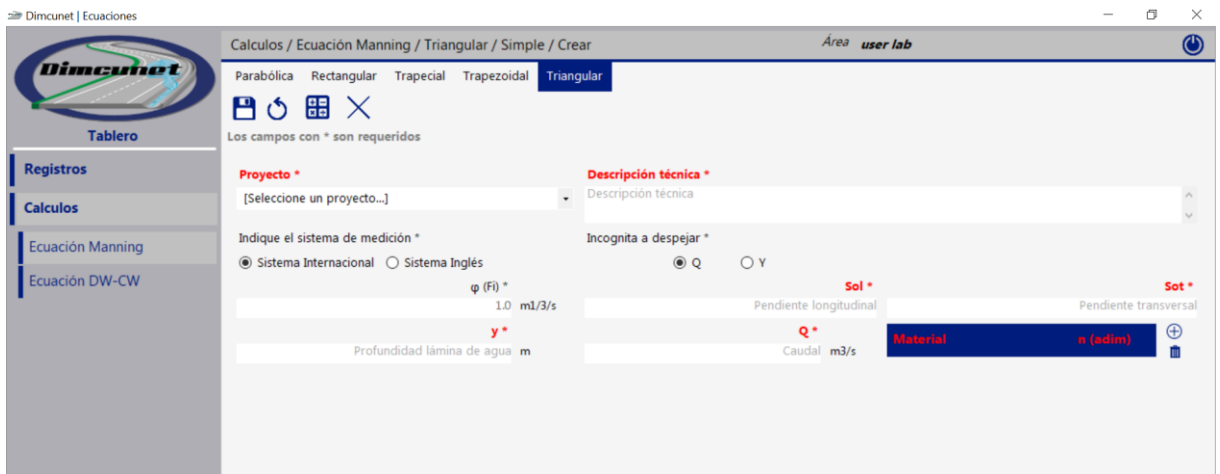 Dimcunet | Ecuaciones
Dimcunet
Tablero
Registros
Calculos
Ecuación Manning
Ecuación DW-CW
Calculos / Ecuación Manning / Triangular / Simple / Crear
Área user lab
Parabólica Rectangular Trapecial Trapezoidal Triangular
Los campos con * son requeridos
Proyecto * Descripción técnica *
[Seleccione un proyecto...] Descripción técnica
Indique el sistema de medición * Incognita a despejar *
Sistema Internacional Sistema Inglés Q Y
φ (Fi) * Sol * Sot *
1.0 m1/3/s Pendiente longitudinal Pendiente transversal
y * Q * Material n (adim)
Profundidad lámina de agua m Caudal m3/s